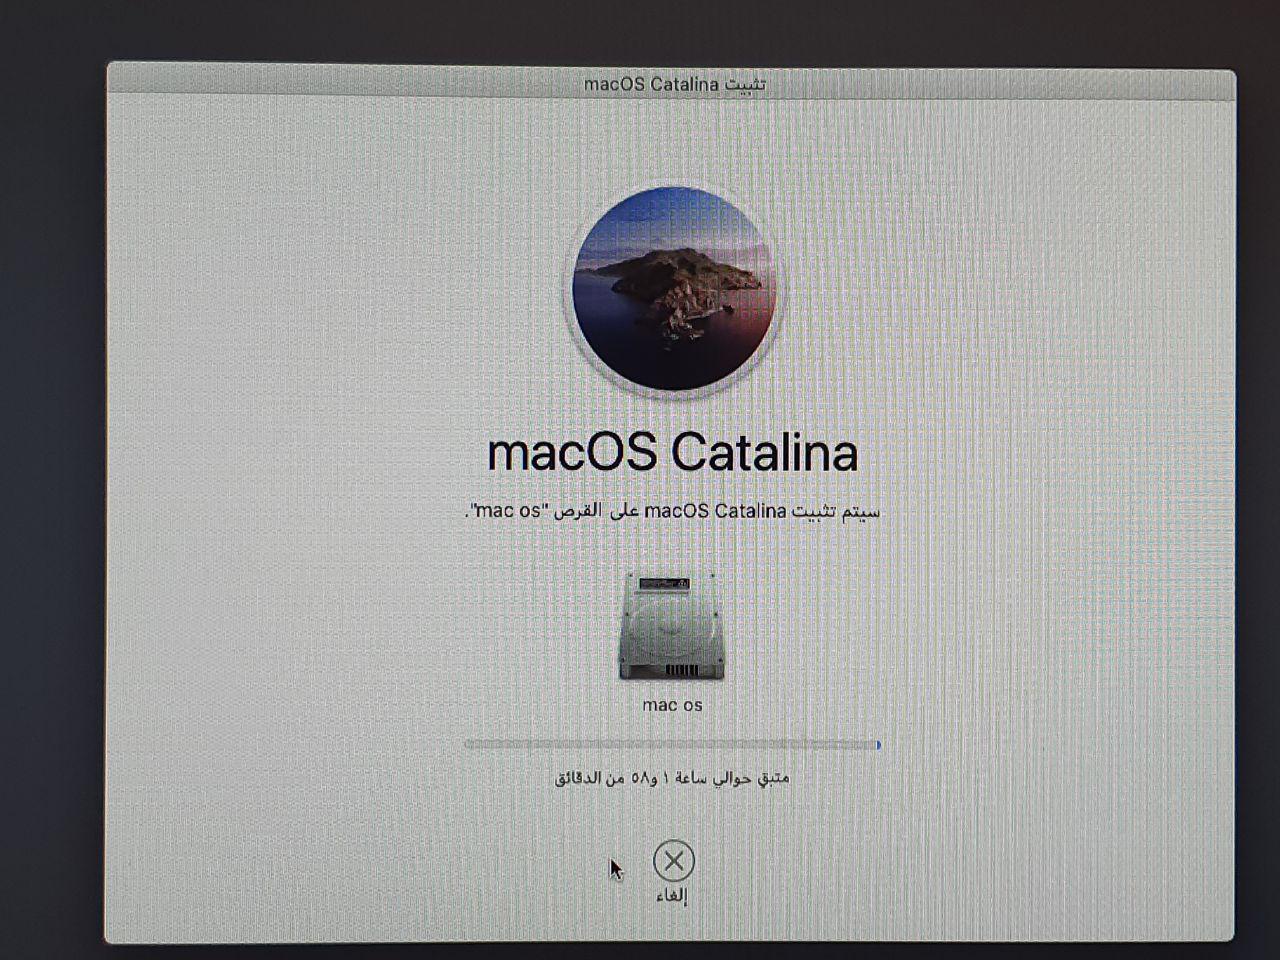 تثبيت macOS Catalina
macOS Catalina
سيتم تثبيت macOS Catalina على القرص "mac os".
mac os
متبقٍ حوالي ساعة ١ و٥٨ من الدقائق
إلغاء